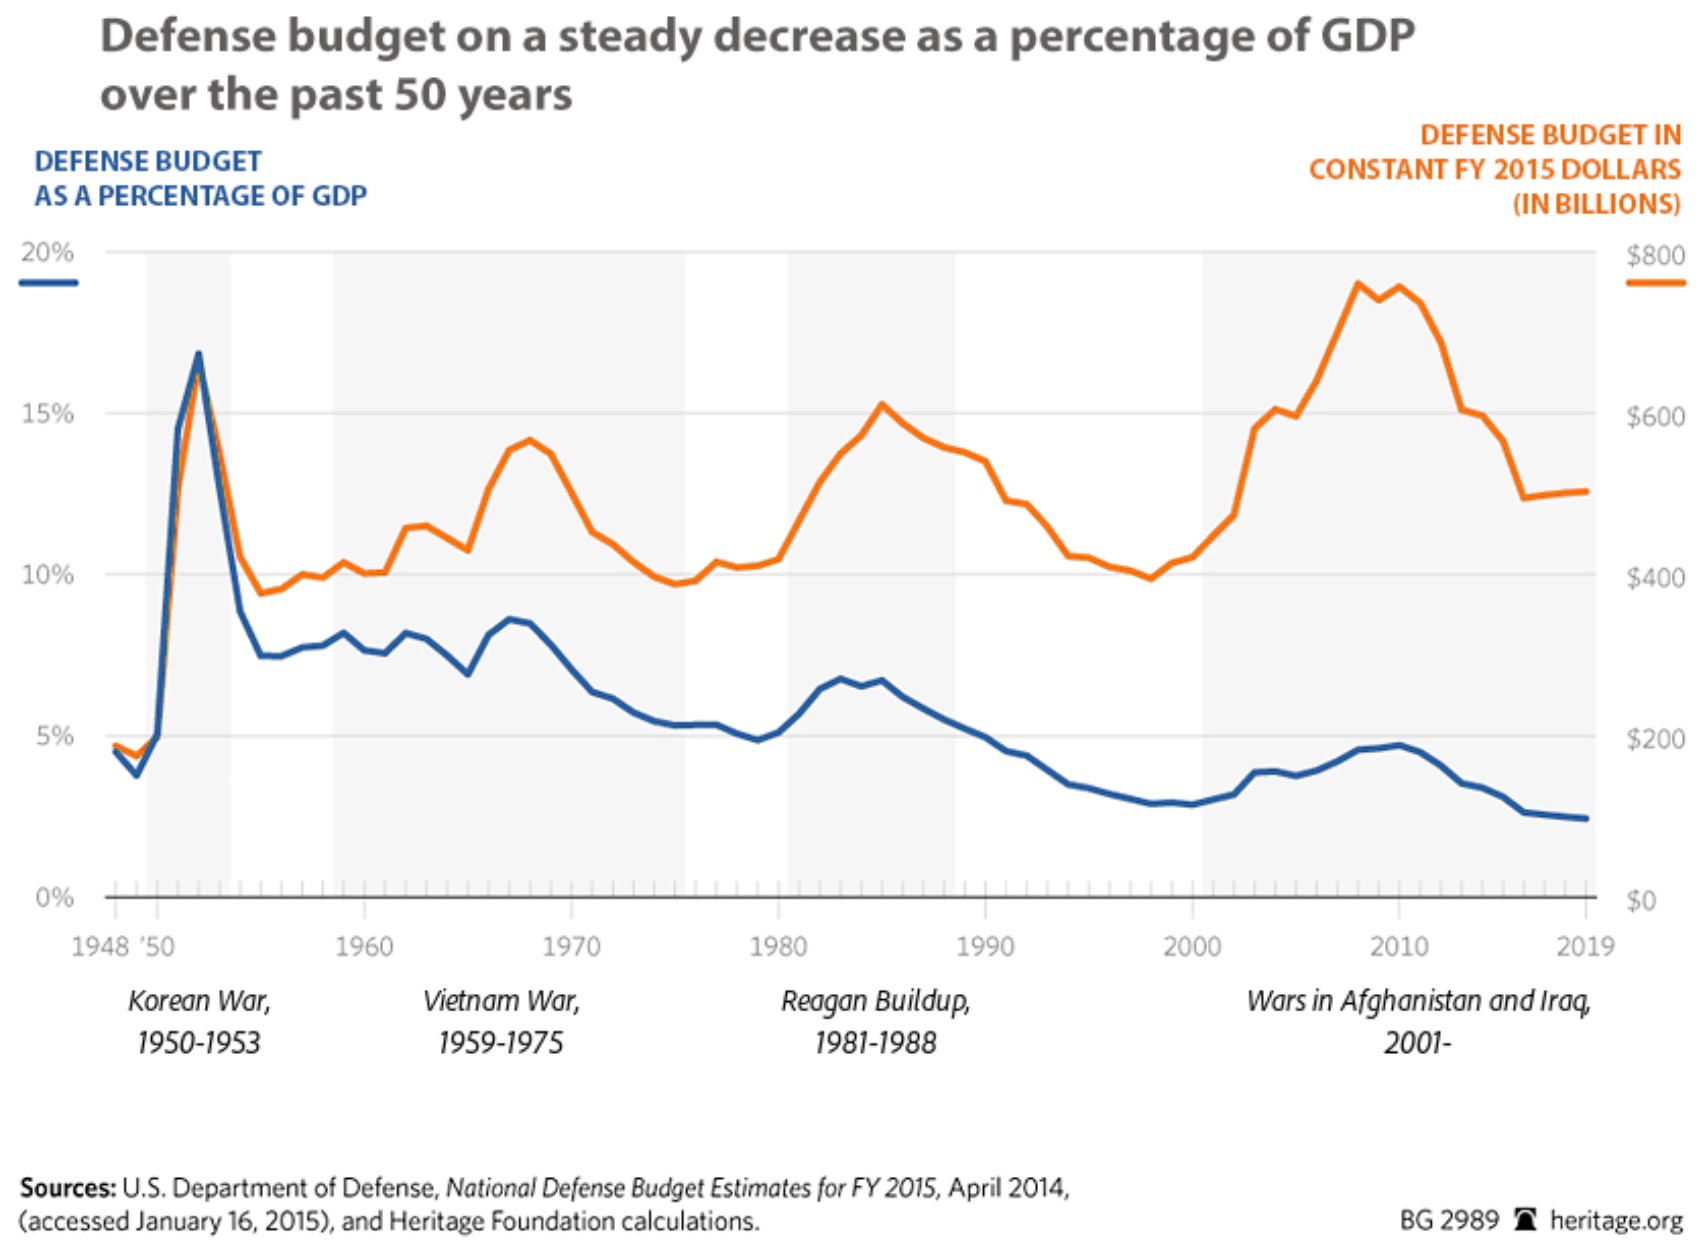 Defense budget on a steady decrease as a percentage of GDP
over the past 50 years
DEFENSE BUDGET
AS A PERCENTAGE OF GDP
DEFENSE BUDGET IN
CONSTANT FY 2015 DOLLARS
(IN BILLIONS)
20%
15%
10%
5%
0%
$800
$600
$400
$200
$0
1948 '50 1960 1970 1980 1990 2000 2010 2019
Korean War,
1950-1953
Vietnam War,
1959-1975
Reagan Buildup,
1981-1988
Wars in Afghanistan and Iraq,
2001-
Sources: U.S. Department of Defense, National Defense Budget Estimates for FY 2015, April 2014,
(accessed January 16, 2015), and Heritage Foundation calculations.
BG 2989 heritage.org